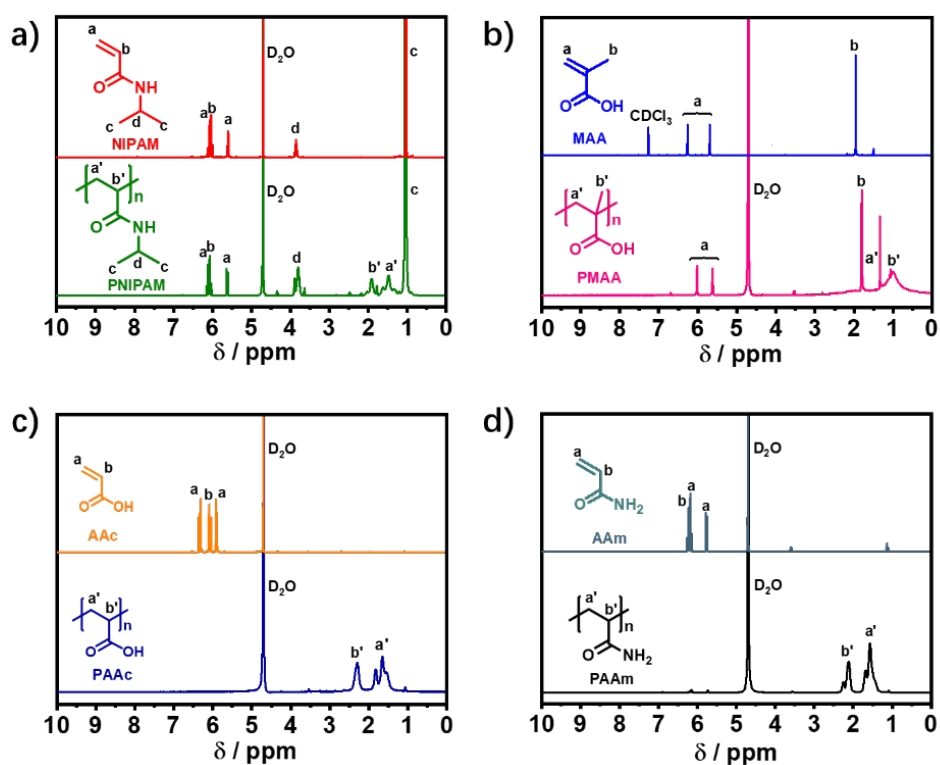 a)
a
b
O
NH
d
c
c
NIPAM
a
b
a
D₂O
d
c
a'
b'
n
O
NH
d
c
c
PNIPAM
a
b
a
D₂O
d
b'
a'
c
10 9 8 7 6 5 4 3 2 1 0
δ / ppm
b)
a
b
O
OH
MAA
CDCl₃
a
b
a'
b'
n
O
OH
PMAA
a
D₂O
b
a'
b'
10 9 8 7 6 5 4 3 2 1 0
δ / ppm
c)
a
b
O
OH
AAc
a
b
a
D₂O
a'
b'
n
O
OH
PAAc
D₂O
b'
a'
10 9 8 7 6 5 4 3 2 1 0
δ / ppm
d)
a
b
O
NH₂
AAm
b
a
D₂O
a'
b'
n
O
NH₂
PAAm
D₂O
b'
a'
10 9 8 7 6 5 4 3 2 1 0
δ / ppm